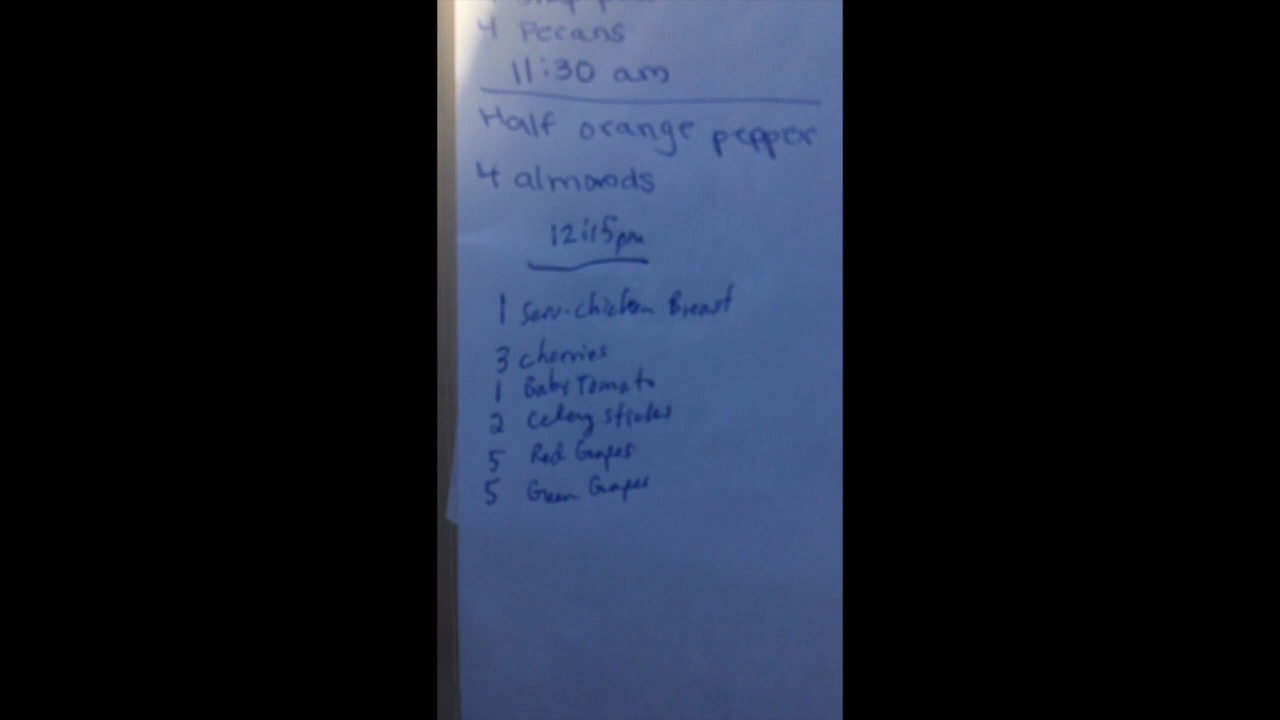 4 Pecans
11:30 am
Half orange pepper
4 almonds
12:15pm
1 Serv. chicken Breast
3 cherries
1 Baby Tomato
2 Celery sticks
5 Red Grapes
5 Green Grapes